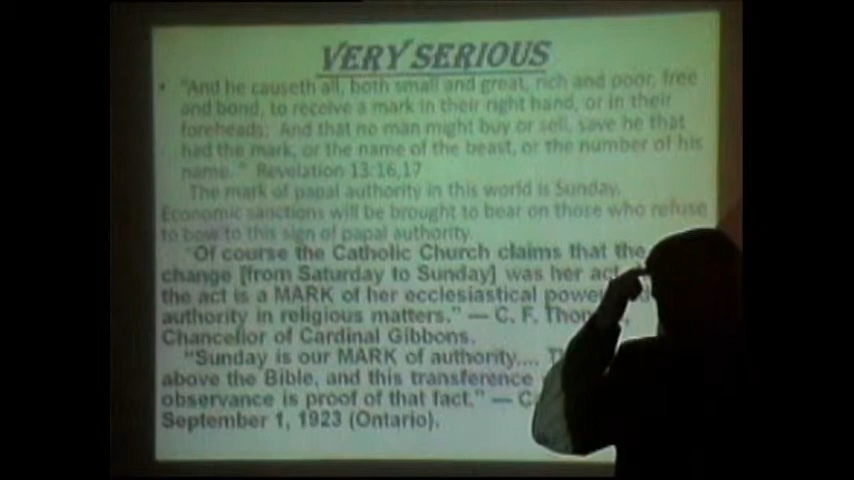 VERY SERIOUS
• "And he causeth all, both small and great, rich and poor, free
and bond, to receive a mark in their right hand, or in their
foreheads; And that no man might buy or sell, save he that
had the mark, or the name of the beast, or the number of his
name." Revelation 13:16,17
The mark of papal authority in this world is Sunday.
Economic sanctions will be brought to bear on those who refuse
to bow to this sign of papal authority.
"Of course the Catholic Church claims that the
change [from Saturday to Sunday] was her act
the act is a MARK of her ecclesiastical power
authority in religious matters." — C. F.
Chancellor of Cardinal Gibbons.
"Sunday is our MARK of authority....
above the Bible, and this transference
observance is proof of that fact." —
September 1, 1923 (Ontario).